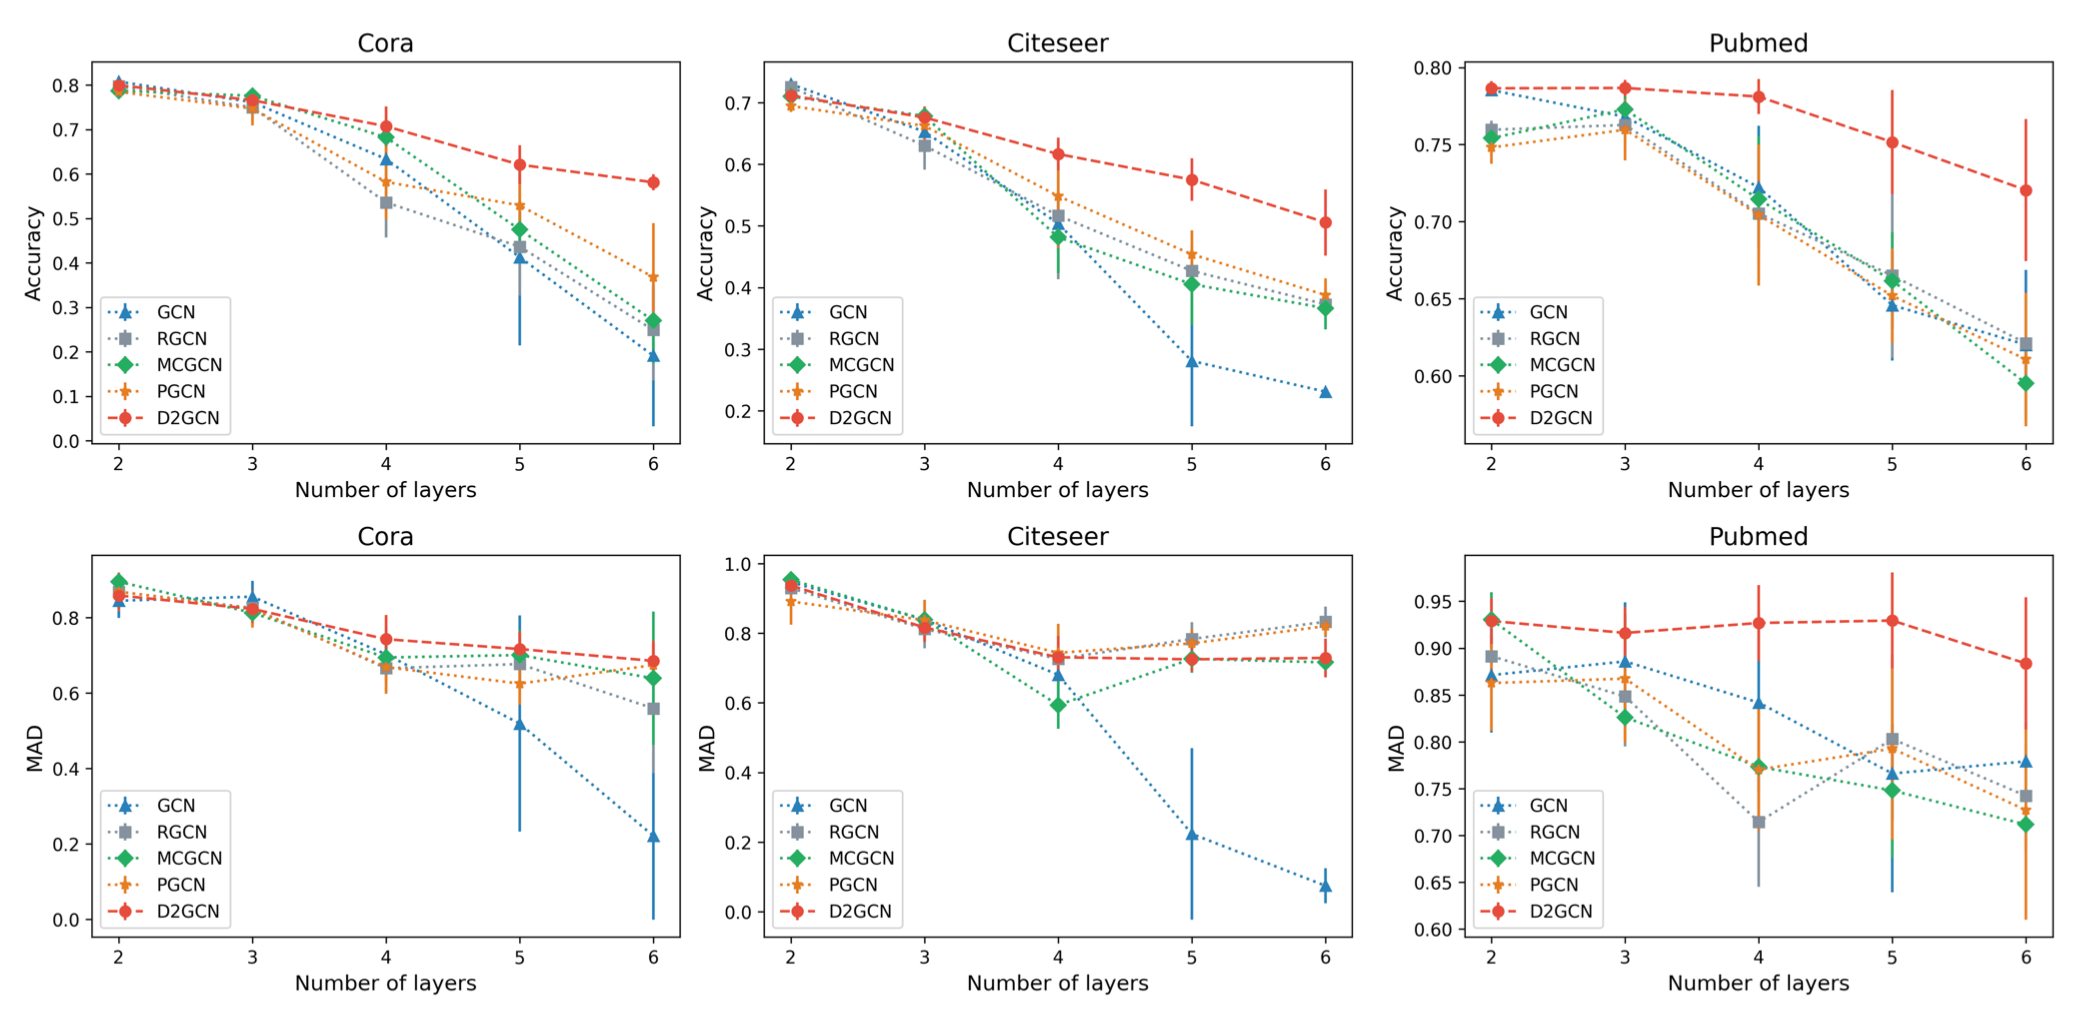 Cora
Accuracy
0.8
0.7
0.6
0.5
0.4
0.3
0.2
0.1
0.0
GCN
RGCN
MCGCN
PGCN
D2GCN
2 3 4 5 6
Number of layers
Citeseer
Accuracy
0.7
0.6
0.5
0.4
0.3
0.2
GCN
RGCN
MCGCN
PGCN
D2GCN
2 3 4 5 6
Number of layers
Pubmed
Accuracy
0.80
0.75
0.70
0.65
0.60
GCN
RGCN
MCGCN
PGCN
D2GCN
2 3 4 5 6
Number of layers
Cora
MAD
0.8
0.6
0.4
0.2
0.0
GCN
RGCN
MCGCN
PGCN
D2GCN
2 3 4 5 6
Number of layers
Citeseer
MAD
1.0
0.8
0.6
0.4
0.2
0.0
GCN
RGCN
MCGCN
PGCN
D2GCN
2 3 4 5 6
Number of layers
Pubmed
MAD
0.95
0.90
0.85
0.80
0.75
0.70
0.65
0.60
GCN
RGCN
MCGCN
PGCN
D2GCN
2 3 4 5 6
Number of layers